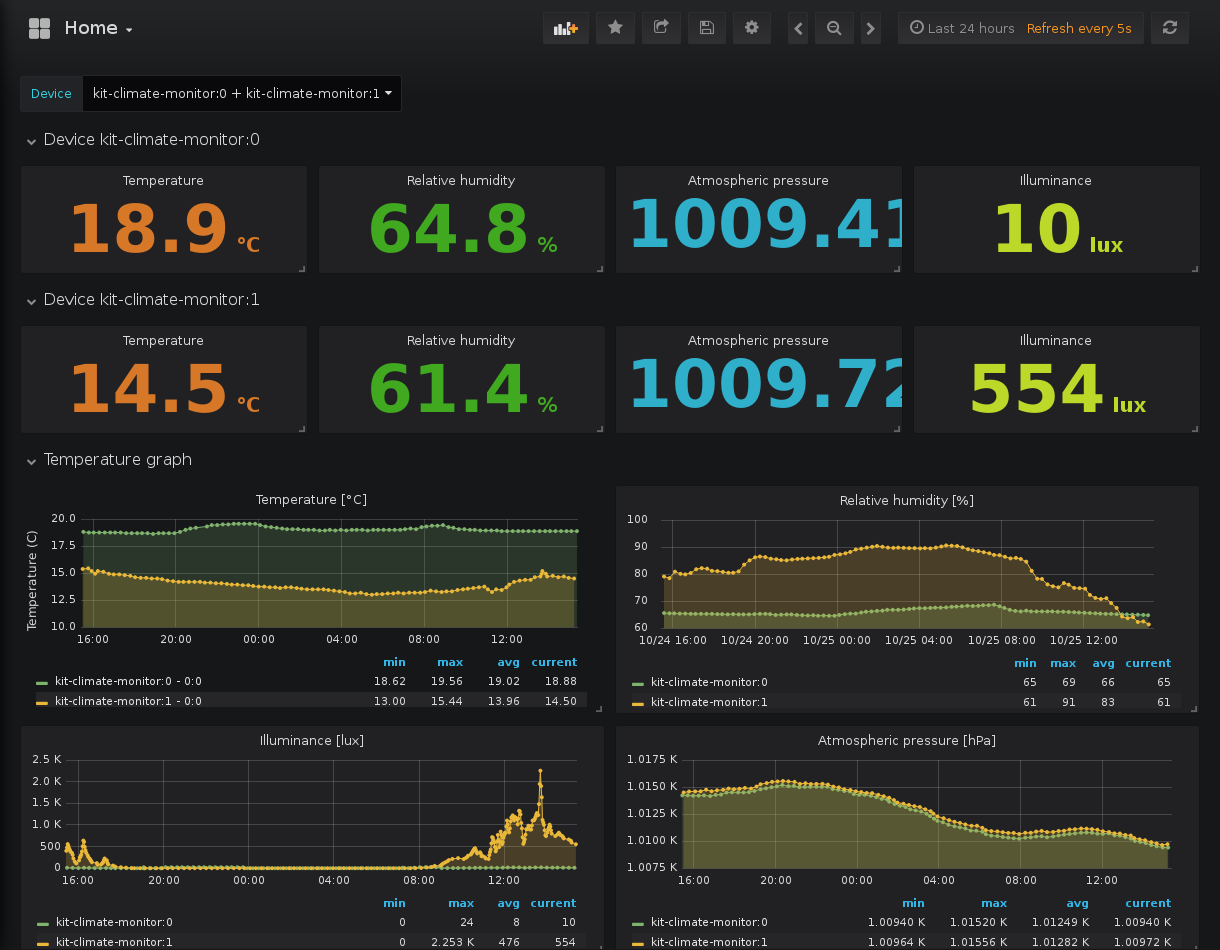 Home
Last 24 hours Refresh every 5s
Device kit-climate-monitor:0 + kit-climate-monitor:1
Device kit-climate-monitor:0
Temperature Relative humidity Atmospheric pressure Illuminance
18.9 °C 64.8 % 1009.41 10 lux
Device kit-climate-monitor:1
Temperature Relative humidity Atmospheric pressure Illuminance
14.5 °C 61.4 % 1009.72 554 lux
Temperature graph
Temperature [°C]
Temperature (C)
20.0
17.5
15.0
12.5
10.0
16:00 20:00 00:00 04:00 08:00 12:00
min max avg current
kit-climate-monitor:0 - 0:0 18.62 19.56 19.02 18.88
kit-climate-monitor:1 - 0:0 13.00 15.44 13.96 14.50
Relative humidity [%]
100
90
80
70
60
10/24 16:00 10/24 20:00 10/25 00:00 10/25 04:00 10/25 08:00 10/25 12:00
min max avg current
kit-climate-monitor:0 65 69 66 65
kit-climate-monitor:1 61 91 83 61
Illuminance [lux]
2.5 K
2.0 K
1.5 K
1.0 K
500
0
16:00 20:00 00:00 04:00 08:00 12:00
min max avg current
kit-climate-monitor:0 0 24 8 10
kit-climate-monitor:1 0 2.253 K 476 554
Atmospheric pressure [hPa]
1.0175 K
1.0150 K
1.0125 K
1.0100 K
1.0075 K
16:00 20:00 00:00 04:00 08:00 12:00
min max avg current
kit-climate-monitor:0 1.00940 K 1.01520 K 1.01249 K 1.00940 K
kit-climate-monitor:1 1.00964 K 1.01556 K 1.01282 K 1.00972 K